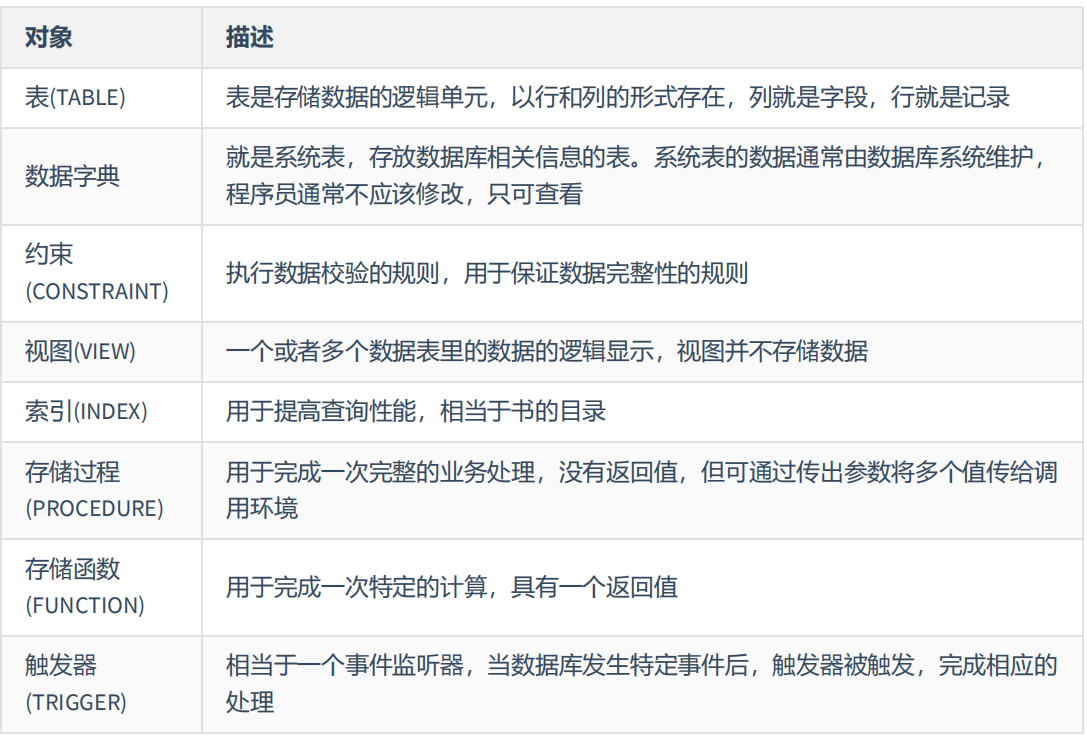 对象
描述
表(TABLE)
表是存储数据的逻辑单元，以行和列的形式存在，列就是字段，行就是记录
数据字典
就是系统表，存放数据库相关信息的表。系统表的数据通常由数据库系统维护，
程序员通常不应该修改，只可查看
约束
(CONSTRAINT)
执行数据校验的规则，用于保证数据完整性的规则
视图(VIEW)
一个或者多个数据表里的数据的逻辑显示，视图并不存储数据
索引(INDEX)
用于提高查询性能，相当于书的目录
存储过程
(PROCEDURE)
用于完成一次完整的业务处理，没有返回值，但可通过传出参数将多个值传给调
用环境
存储函数
(FUNCTION)
用于完成一次特定的计算，具有一个返回值
触发器
(TRIGGER)
相当于一个事件监听器，当数据库发生特定事件后，触发器被触发，完成相应的
处理